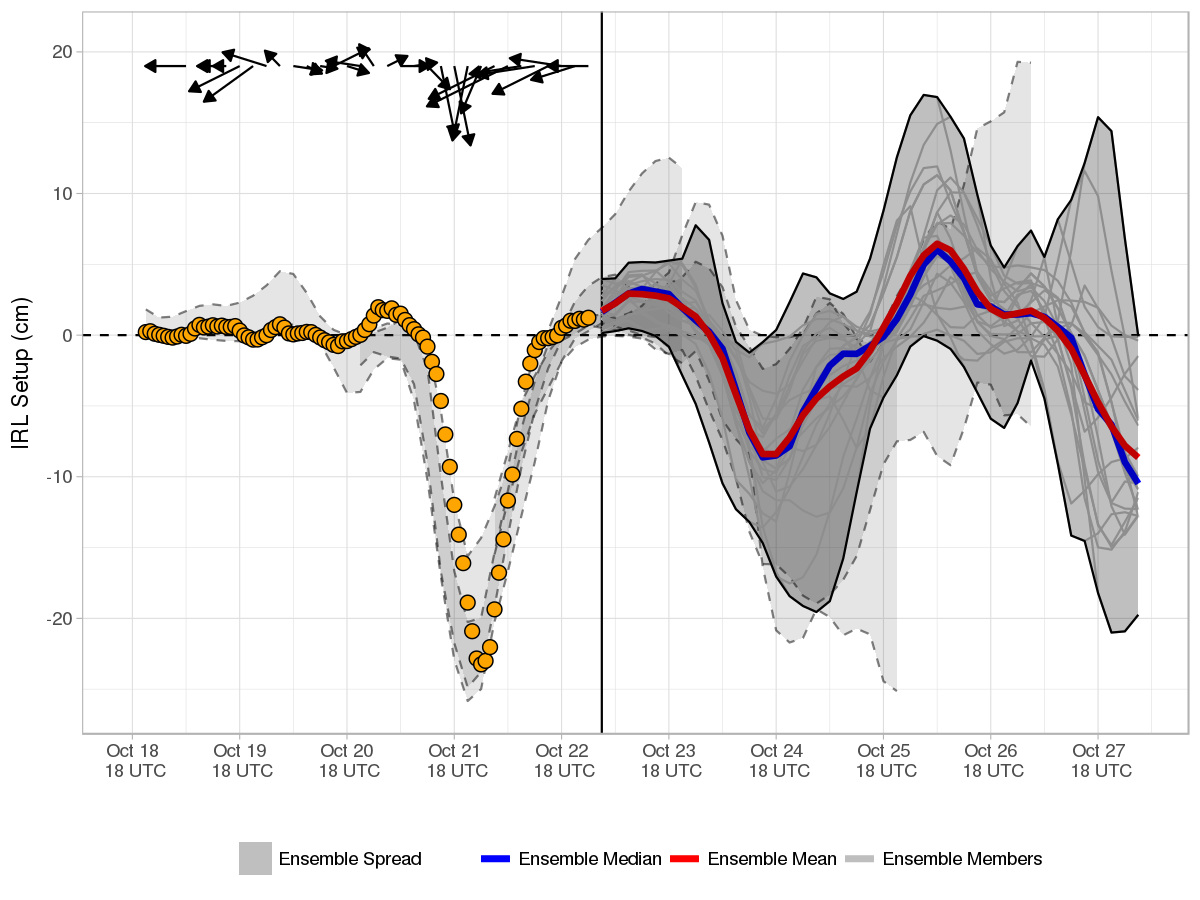 IRL Setup (cm)
20
10
0
-10
-20
Oct 18 Oct 19 Oct 20 Oct 21 Oct 22 Oct 23 Oct 24 Oct 25 Oct 26 Oct 27
18 UTC 18 UTC 18 UTC 18 UTC 18 UTC 18 UTC 18 UTC 18 UTC 18 UTC 18 UTC
Ensemble Spread Ensemble Median Ensemble Mean Ensemble Members